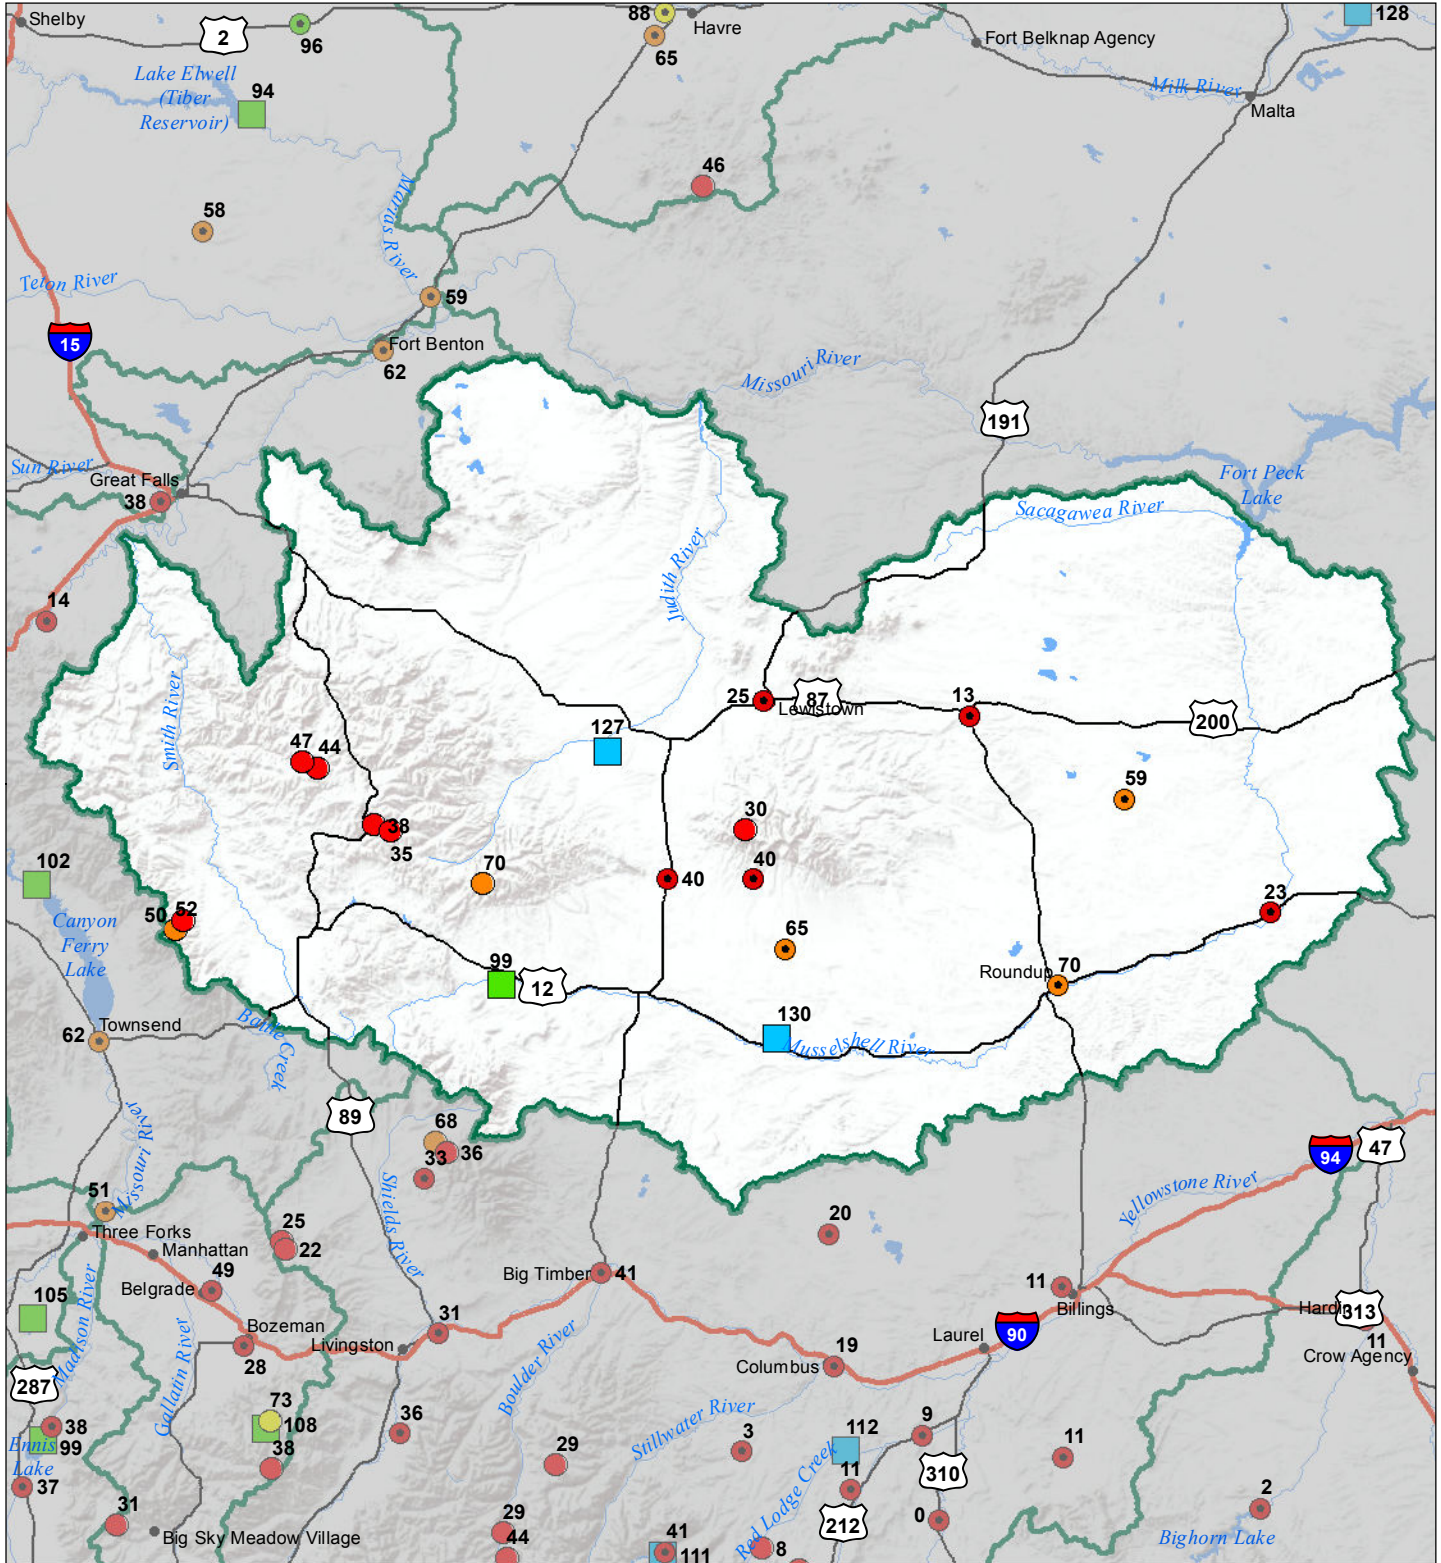 Shelby
2
96
88
Havre
65
Fort Belknap Agency
128
Lake Elwell
(Tiber
Reservoir)
94
Milk River
Malta
46
58
Marias River
Teton River
59
15
Fort Benton
62
Missouri River
191
Sun River
Great Falls
38
Fort Peck
Lake
Sacagawea River
Judith River
14
Smith River
25
87
Lewistown
13
200
127
47
44
59
38
35
30
70
40
40
102
23
50
52
Canyon
Ferry
Lake
65
99
12
Roundup
70
62
Townsend
Battle Creek
130
Musselshell River
89
Missouri River
68
36
33
94
47
Shields River
Yellowstone River
51
Three Forks
Manhattan
25
22
20
Belgrade
49
Big Timber
41
11
Billings
105
Madison River
Bozeman
28
Livingston
31
Boulder River
Laurel
90
Hardin
313
11
Crow Agency
Gallatin River
Columbus
19
287
73
108
38
36
Stillwater River
38
99
Ennis
Lake
37
29
3
112
9
11
310
11
Red Lodge Creek
212
0
2
31
Big Sky Meadow Village
29
44
41
111
8
Bighorn Lake